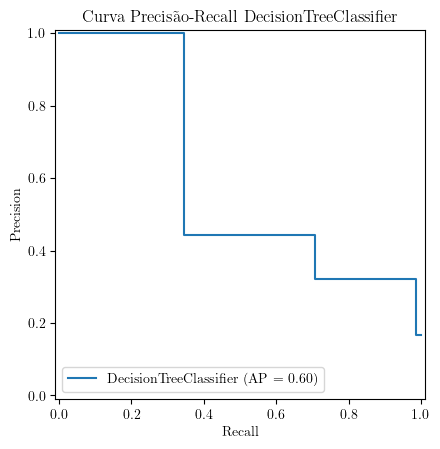 Curva Precisão-Recall DecisionTreeClassifier
1.0
0.8
0.6
0.4
0.2
0.0
Precision
DecisionTreeClassifier (AP = 0.60)
0.0 0.2 0.4 0.6 0.8 1.0
Recall